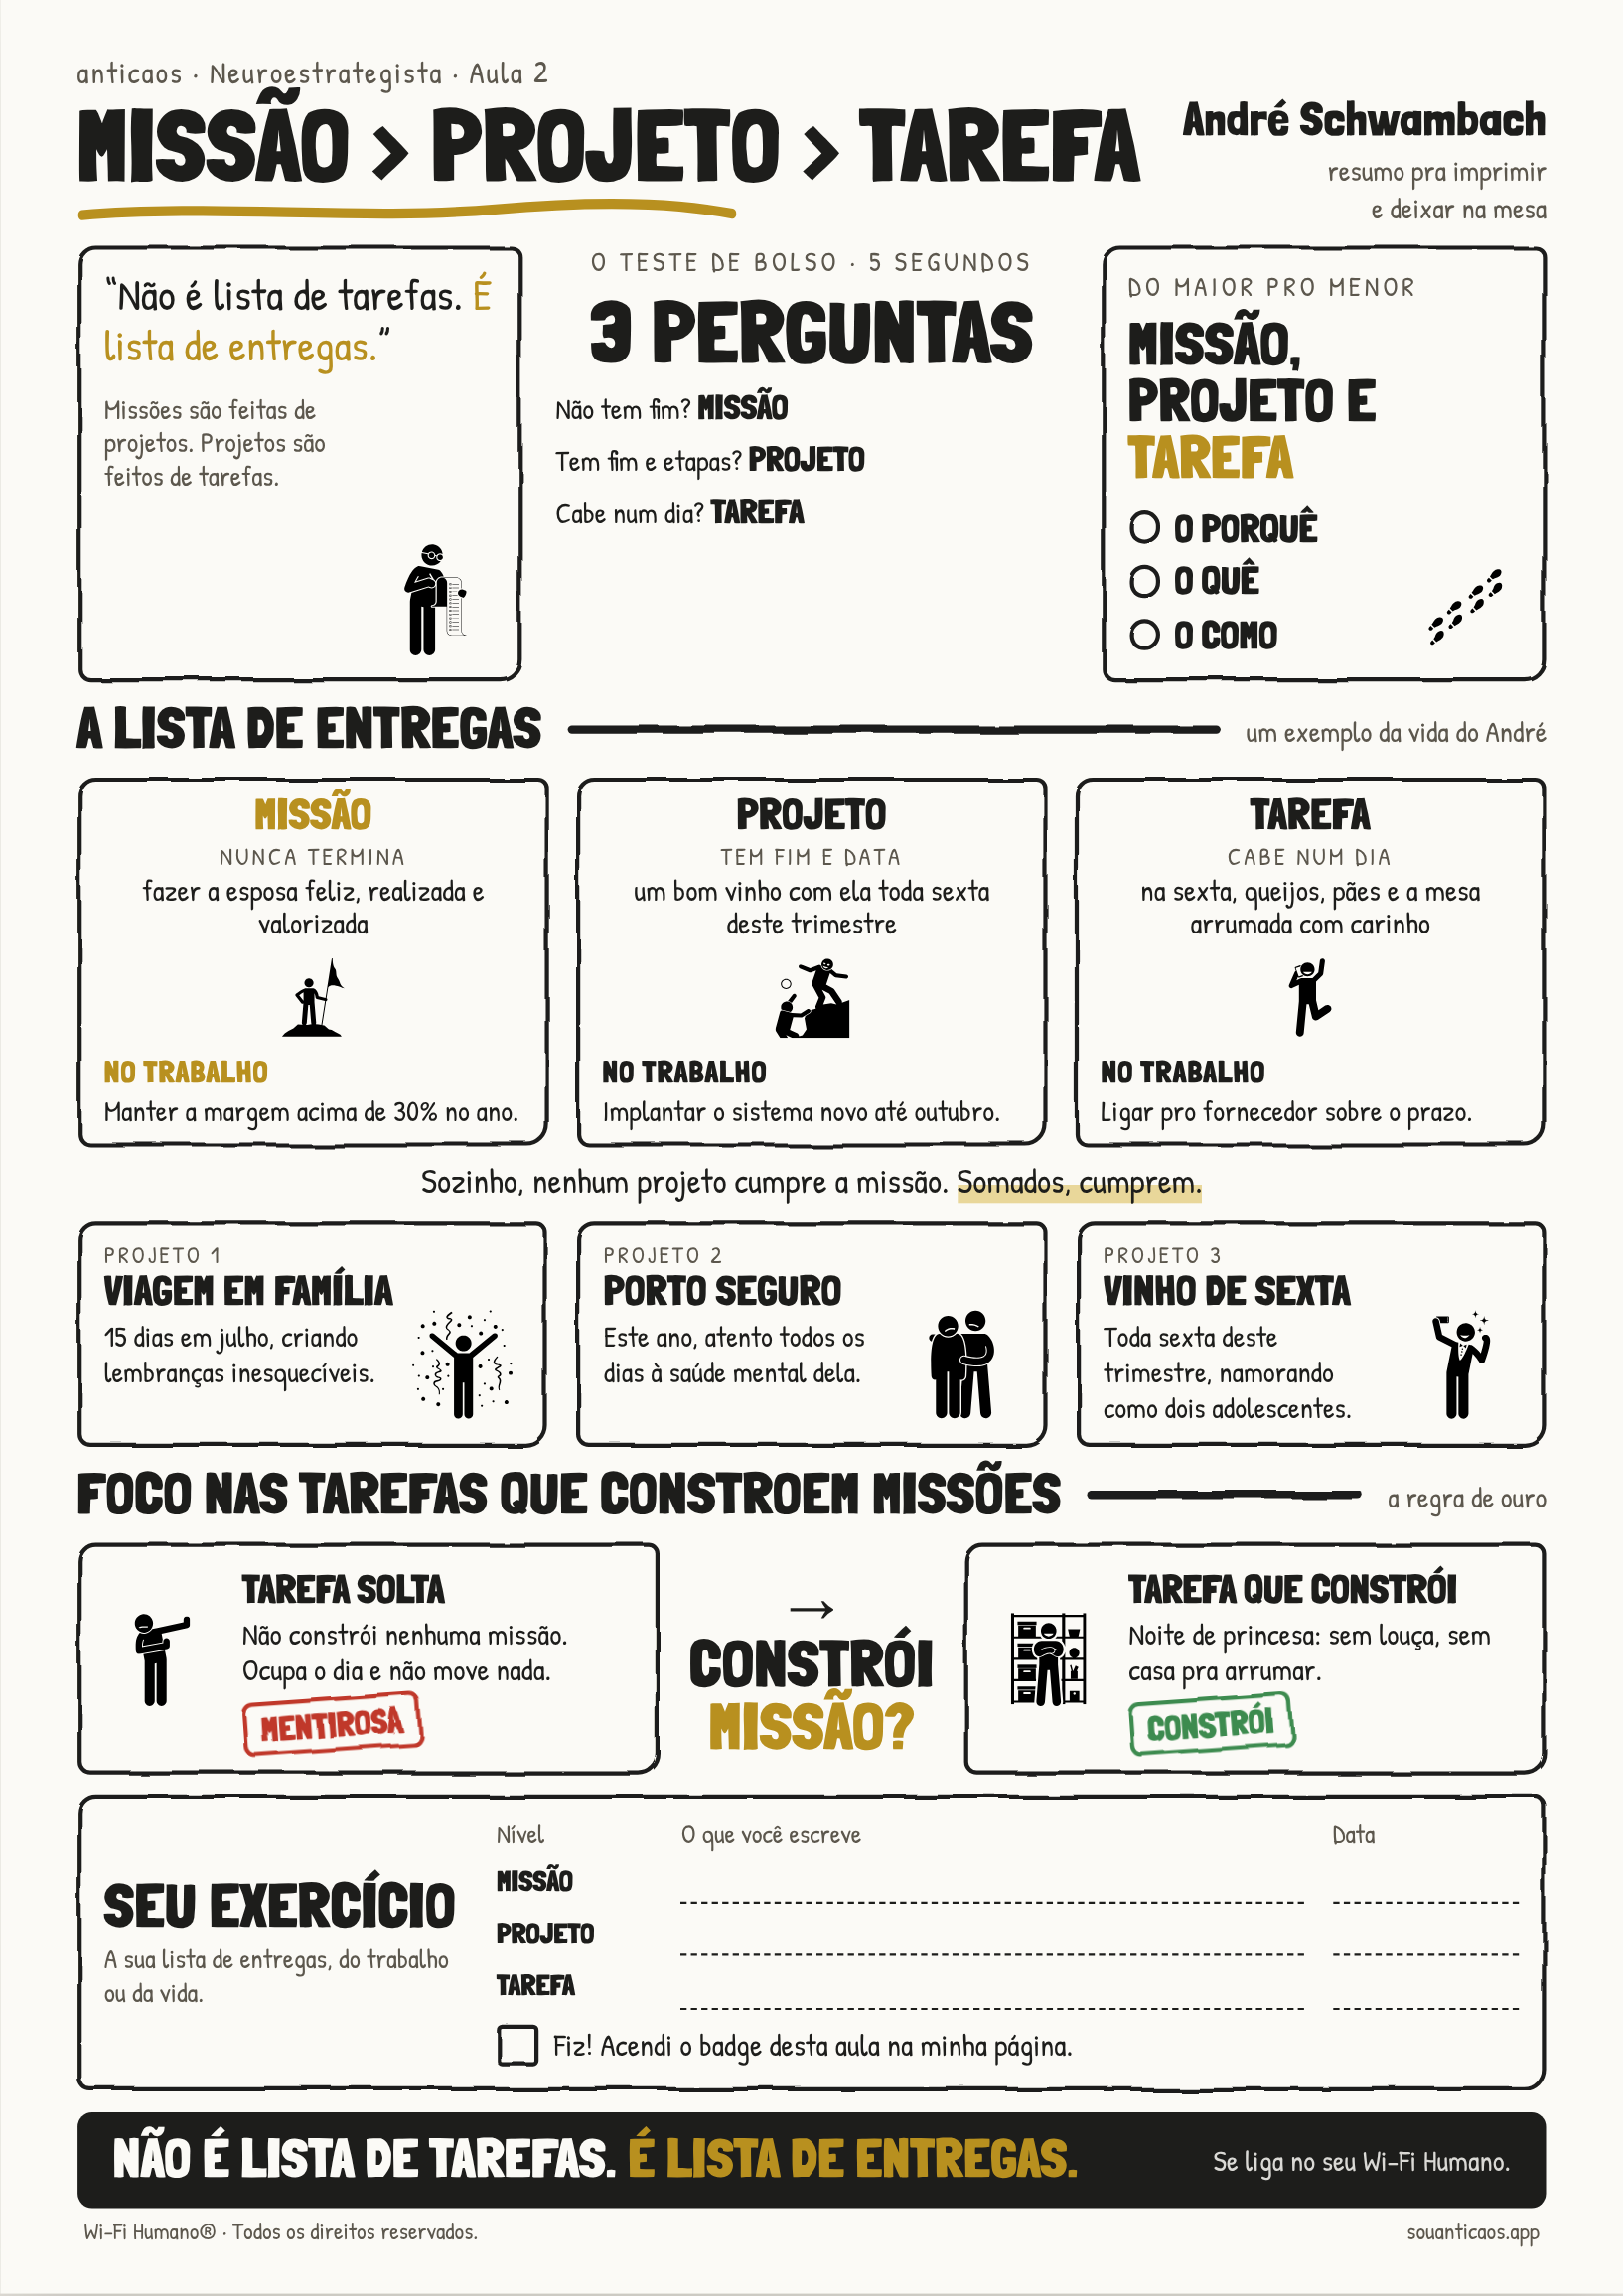 anticaos · Neuroestrategista · Aula 2
MISSÃO > PROJETO > TAREFA
André Schwambach
resumo pra imprimir
e deixar na mesa
“Não é lista de tarefas. É
lista de entregas.”
Missões são feitas de
projetos. Projetos são
feitos de tarefas.
O TESTE DE BOLSO · 5 SEGUNDOS
3 PERGUNTAS
Não tem fim? MISSÃO
Tem fim e etapas? PROJETO
Cabe num dia? TAREFA
DO MAIOR PRO MENOR
MISSÃO,
PROJETO E
TAREFA
O PORQUÊ
O QUÊ
O COMO
A LISTA DE ENTREGAS
um exemplo da vida do André
MISSÃO
NUNCA TERMINA
fazer a esposa feliz, realizada e
valorizada
NO TRABALHO
Manter a margem acima de 30% no ano.
PROJETO
TEM FIM E DATA
um bom vinho com ela toda sexta
deste trimestre
NO TRABALHO
Implantar o sistema novo até outubro.
TAREFA
CABE NUM DIA
na sexta, queijos, pães e a mesa
arrumada com carinho
NO TRABALHO
Ligar pro fornecedor sobre o prazo.
Sozinho, nenhum projeto cumpre a missão. Somados, cumprem.
PROJETO 1
VIAGEM EM FAMÍLIA
15 dias em julho, criando
lembranças inesquecíveis.
PROJETO 2
PORTO SEGURO
Este ano, atento todos os
dias à saúde mental dela.
PROJETO 3
VINHO DE SEXTA
Toda sexta deste
trimestre, namorando
como dois adolescentes.
FOCO NAS TAREFAS QUE CONSTROEM MISSÕES
a regra de ouro
TAREFA SOLTA
Não constrói nenhuma missão.
Ocupa o dia e não move nada.
MENTIROSA
→
CONSTRÓI
MISSÃO?
TAREFA QUE CONSTRÓI
Noite de princesa: sem louça, sem
casa pra arrumar.
CONSTRÓI
SEU EXERCÍCIO
A sua lista de entregas, do trabalho
ou da vida.
Nível
O que você escreve
Data
MISSÃO
PROJETO
TAREFA
Fiz! Acendi o badge desta aula na minha página.
NÃO É LISTA DE TAREFAS. É LISTA DE ENTREGAS.
Se liga no seu Wi-Fi Humano.
Wi-Fi Humano® · Todos os direitos reservados.
souanticaos.app